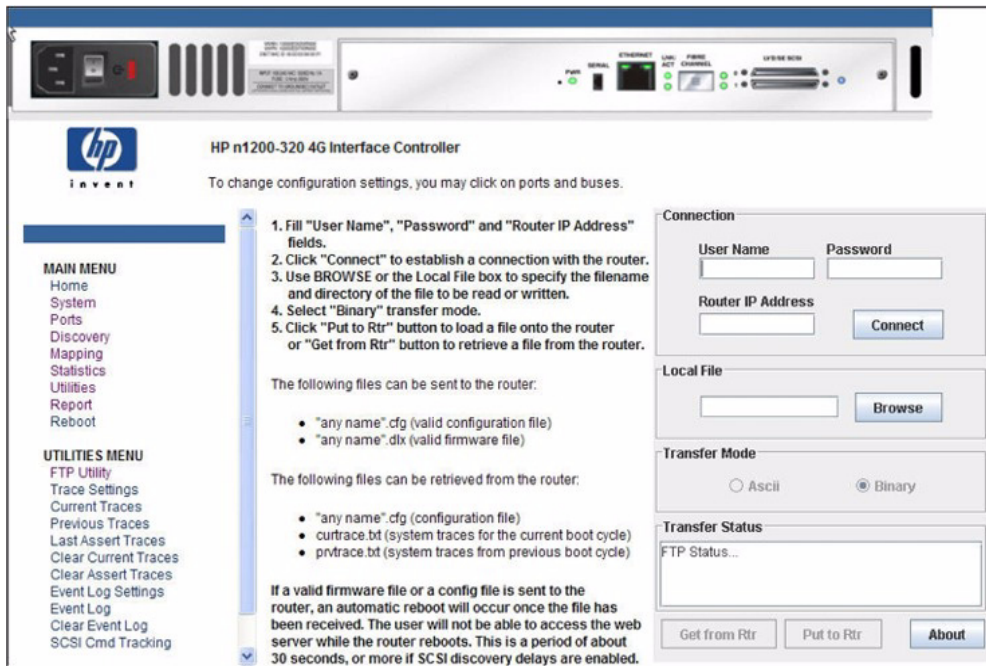 PWR
SERIAL
ETHERNET
LINK/
ACT
FIBRE
CHANNEL
LVD/SE SCSI
hp
invent
HP n1200-320 4G Interface Controller
To change configuration settings, you may click on ports and buses.
MAIN MENU
Home
System
Ports
Discovery
Mapping
Statistics
Utilities
Report
Reboot
UTILITIES MENU
FTP Utility
Trace Settings
Current Traces
Previous Traces
Last Assert Traces
Clear Current Traces
Clear Assert Traces
Event Log Settings
Event Log
Clear Event Log
SCSI Cmd Tracking
1. Fill "User Name", "Password" and "Router IP Address"
fields.
2. Click "Connect" to establish a connection with the router.
3. Use BROWSE or the Local File box to specify the filename
and directory of the file to be read or written.
4. Select "Binary" transfer mode.
5. Click "Put to Rtr" button to load a file onto the router
or "Get from Rtr" button to retrieve a file from the router.
The following files can be sent to the router:
• "any name".cfg (valid configuration file)
• "any name".dlx (valid firmware file)
The following files can be retrieved from the router:
• "any name".cfg (configuration file)
• curtrace.txt (system traces for the current boot cycle)
• prvtrace.txt (system traces from previous boot cycle)
If a valid firmware file or a config file is sent to the
router, an automatic reboot will occur once the file has
been received. The user will not be able to access the web
server while the router reboots. This is a period of about
30 seconds, or more if SCSI discovery delays are enabled.
Connection
User Name Password
Router IP Address
Connect
Local File
Browse
Transfer Mode
Ascii Binary
Transfer Status
FTP Status...
Get from Rtr Put to Rtr About